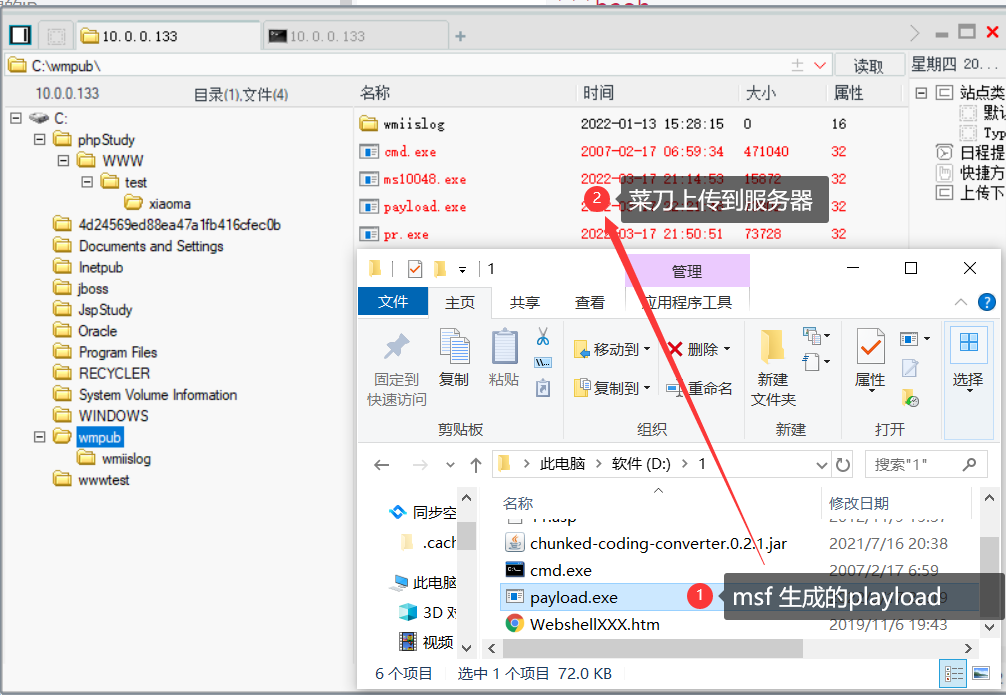 10.0.0.133
10.0.0.133
C:\wmpub\
读取
星期四 20...
10.0.0.133
目录(1),文件(4)
名称 时间 大小 属性
C:
phpStudy
WWW
test
xiaoma
4d24569ed88ea47a1fb416cfec0b
Documents and Settings
Inetpub
jboss
JspStudy
Oracle
Program Files
RECYCLER
System Volume Information
WINDOWS
wmpub
wmiislog
wwwtest
wmiislog 2022-01-13 15:28:15 0 16
cmd.exe 2007-02-17 06:59:34 471040 32
ms10048.exe 2022-03-17 21:14:53 15872 32
payload.exe 32
pr.exe 2022-03-17 21:50:51 73728 32
2 菜刀上传到服务器
站点类
默认
Typ
日程提
快捷方
上传下
1
管理
文件 主页 共享 查看 应用程序工具
固定到
快速访问
复制
粘贴
剪贴板
移动到
复制到
删除
重命名
组织
新建
文件夹
新建
属性
打开
选择
此电脑 > 软件 (D:) > 1
搜索"1"
同步空
.cach
此电脑
3D 对
视频
名称 修改日期
chunked-coding-converter.0.2.1.jar 2021/7/16 20:38
cmd.exe 2007/2/17 6:59
payload.exe
1 msf 生成的playload
WebshellXXX.htm 2019/11/6 19:43
6 个项目 选中 1 个项目 72.0 KB